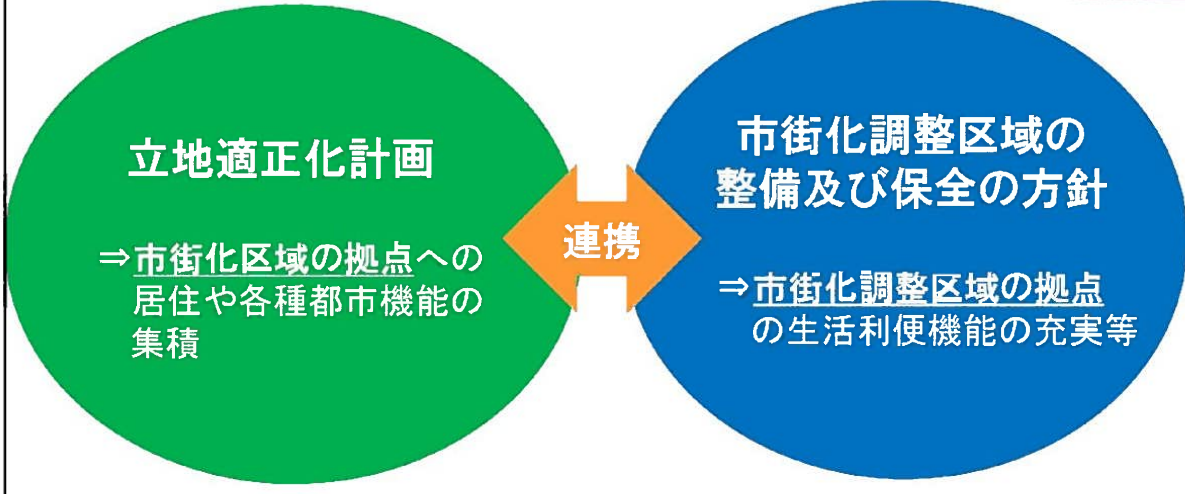 立地適正化計画
⇒市街化区域の拠点への
居住や各種都市機能の
集積
連携
市街化調整区域の
整備及び保全の方針
⇒市街化調整区域の拠点
の生活利便機能の充実等